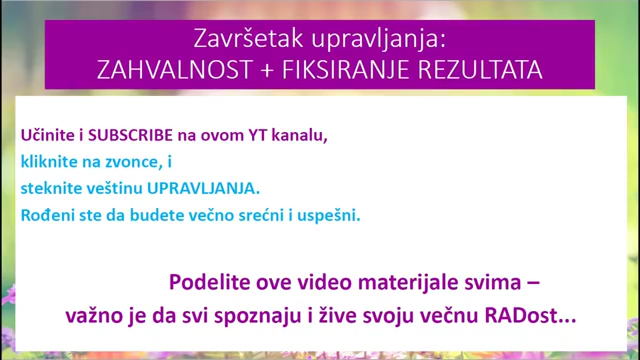 Završetak upravljanja:
ZAHVALNOST + FIKSIRANJE REZULTATA
Učinite i SUBSCRIBE na ovom YT kanalu,
kliknite na zvonce, i
steknite veštinu UPRAVLJANJA.
Rođeni ste da budete večno srećni i uspešni.
Podelite ove video materijale svima –
važno je da svi spoznaju i žive svoju večnu RADost...